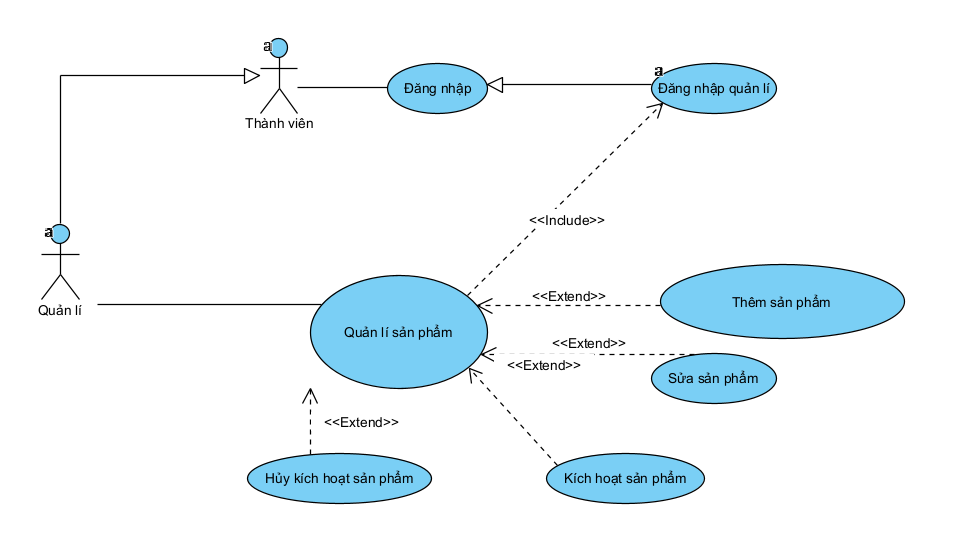 a
Thành viên
Đăng nhập
a
Đăng nhập quản lí
<<Include>>
a
Quản lí
Quản lí sản phẩm
<<Extend>>
Thêm sản phẩm
<<Extend>>
<<Extend>>
Sửa sản phẩm
<<Extend>>
Hủy kích hoạt sản phẩm
Kích hoạt sản phẩm